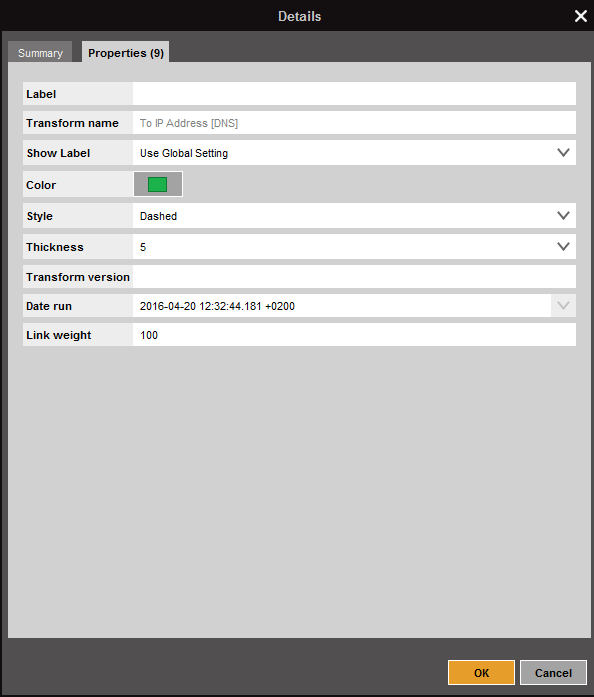 Details
Summary
Properties (9)
Label
Transform name To IP Address [DNS]
Show Label Use Global Setting
Color
Style Dashed
Thickness 5
Transform version
Date run 2016-04-20 12:32:44.181 +0200
Link weight 100
OK Cancel